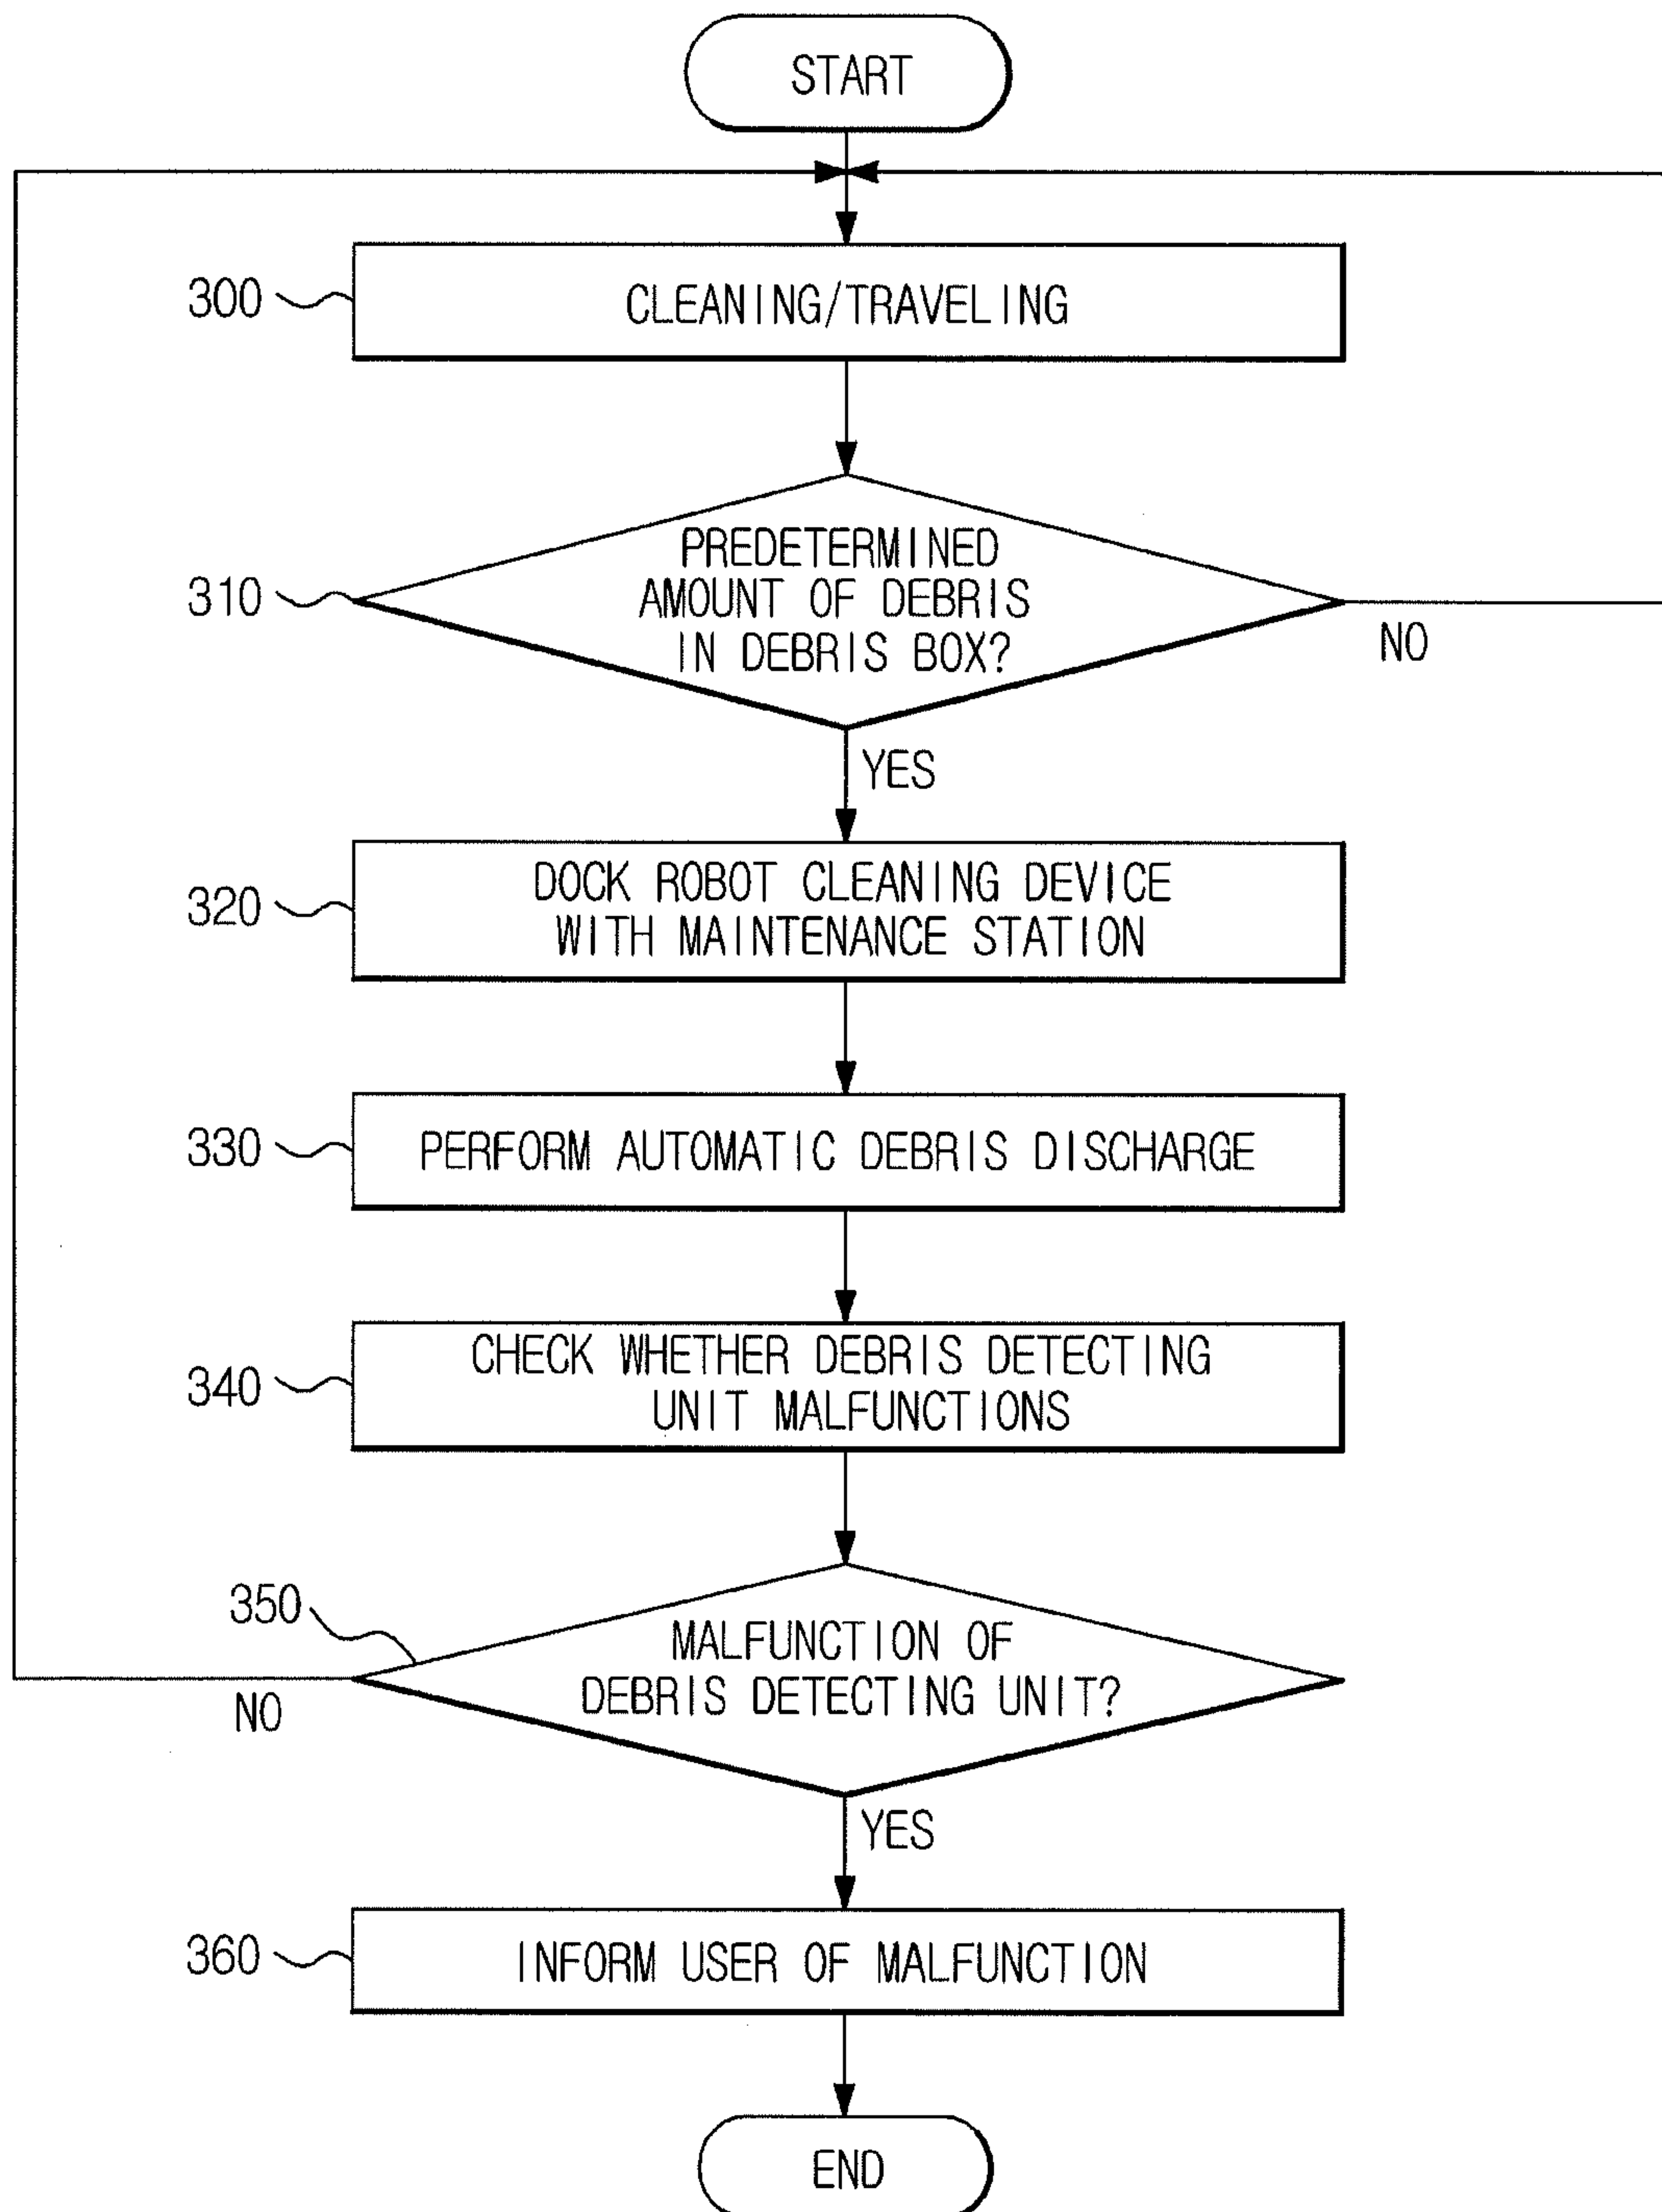 START
300
CLEANING/TRAVELING
PREDETERMINED
AMOUNT OF DEBRIS
IN DEBRIS BOX?
310
NO
YES
320
DOCK ROBOT CLEANING DEVICE
WITH MAINTENANCE STATION
330
PERFORM AUTOMATIC DEBRIS DISCHARGE
340
CHECK WHETHER DEBRIS DETECTING
UNIT MALFUNCTIONS
350
MALFUNCTION OF
DEBRIS DETECTING UNIT?
NO
YES
360
INFORM USER OF MALFUNCTION
END